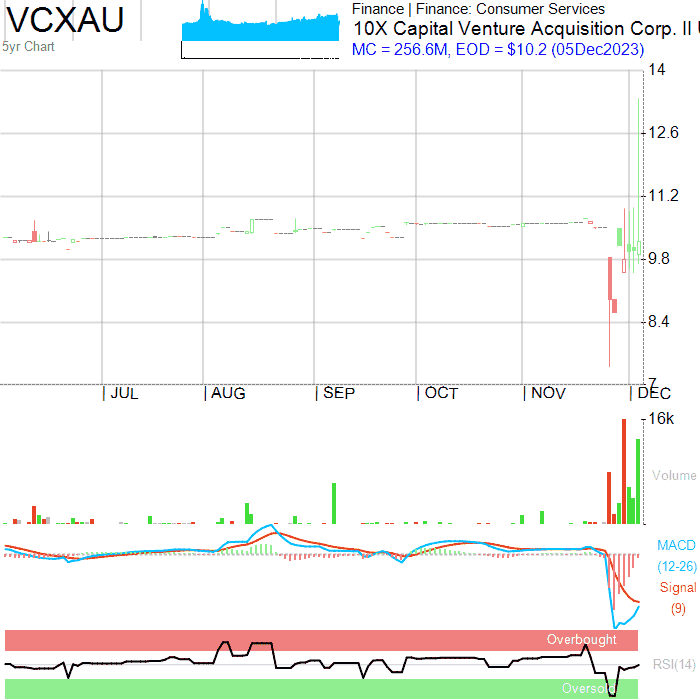 VCXAU
5yr Chart
Finance | Finance: Consumer Services
10X Capital Venture Acquisition Corp. II
MC = 256.6M, EOD = $10.2 (05Dec2023)
14
12.6
11.2
9.8
8.4
7
JUL AUG SEP OCT NOV DEC
16k
Volume
MACD
(12-26)
Signal
(9)
Overbought
RSI(14)
Oversold